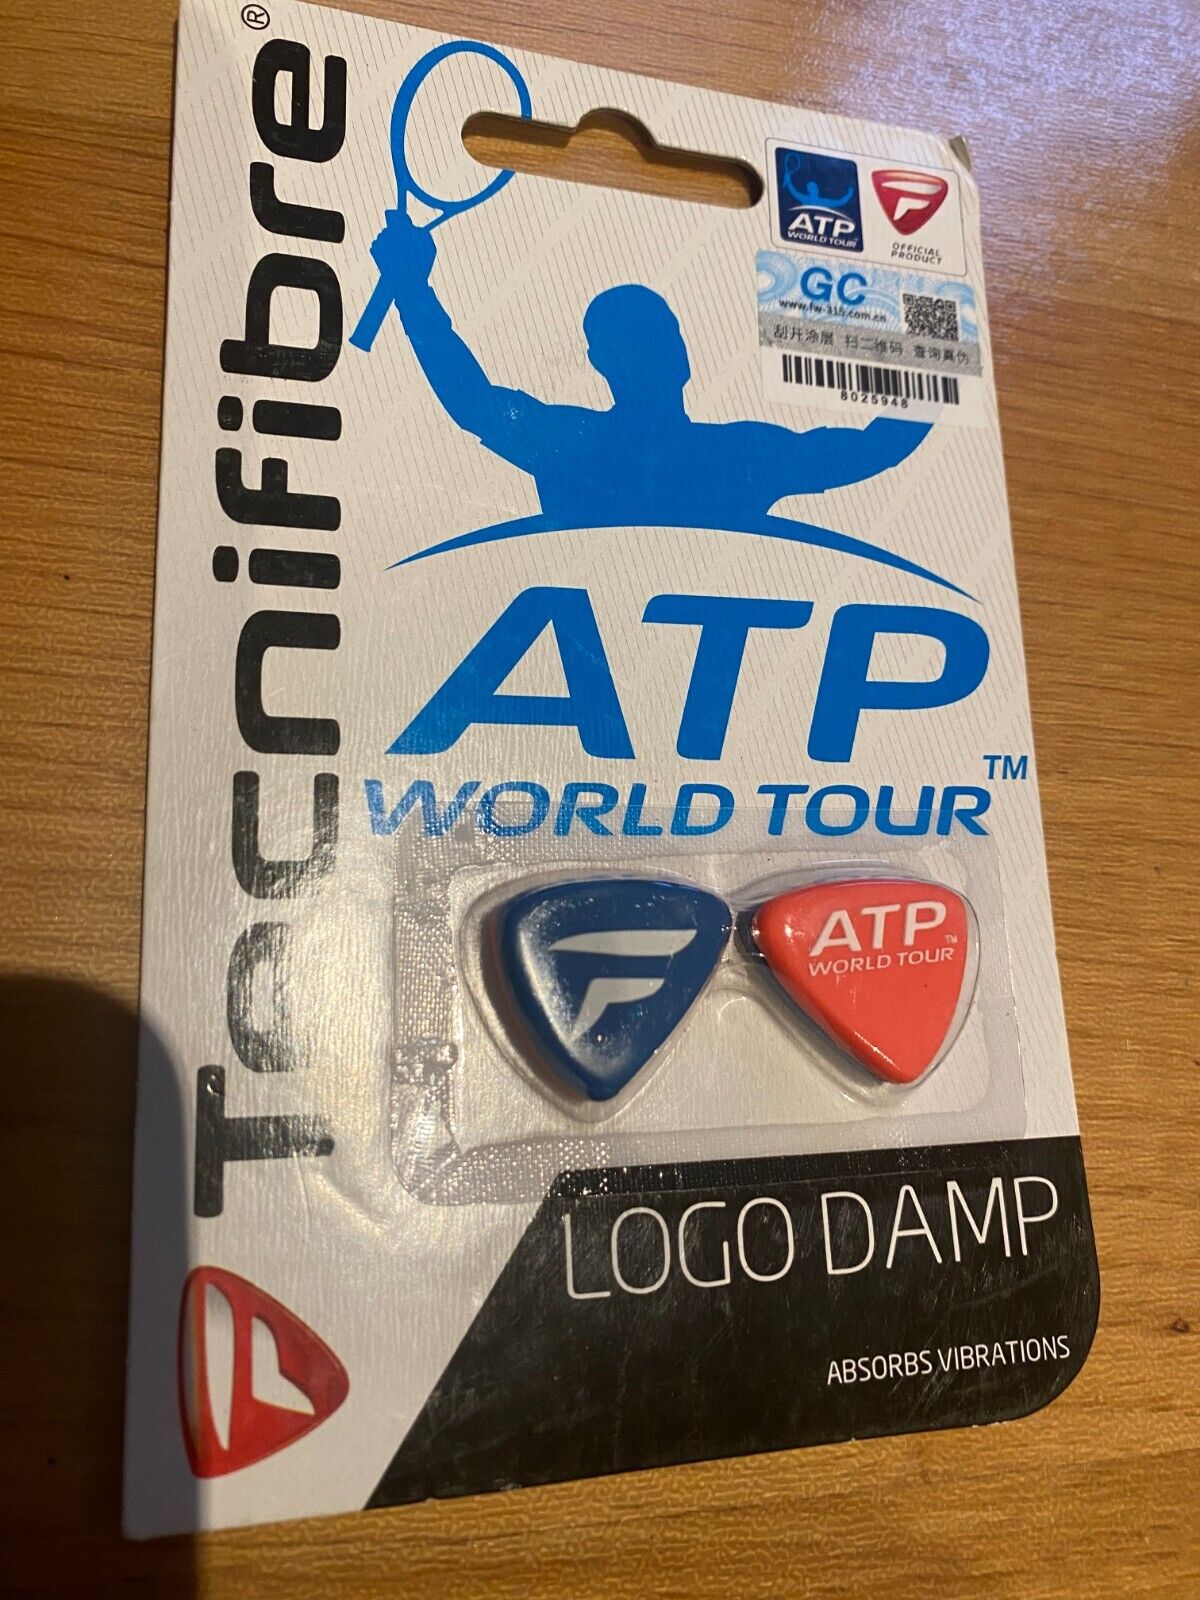 Tecnifibre®
ATP
WORLD TOUR
OFFICIAL
PRODUCT
GC
www.fw-315.com.cn
刮开涂层 扫二维码 查询真伪
8025948
ATP
WORLD TOUR™
ATP
WORLD TOUR™
LOGO DAMP
ABSORBS VIBRATIONS